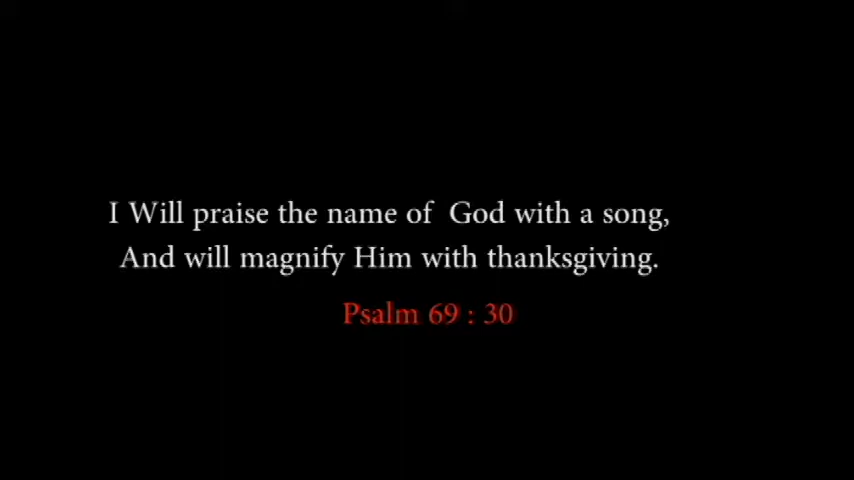 I Will praise the name of God with a song,
And will magnify Him with thanksgiving.
Psalm 69 : 30